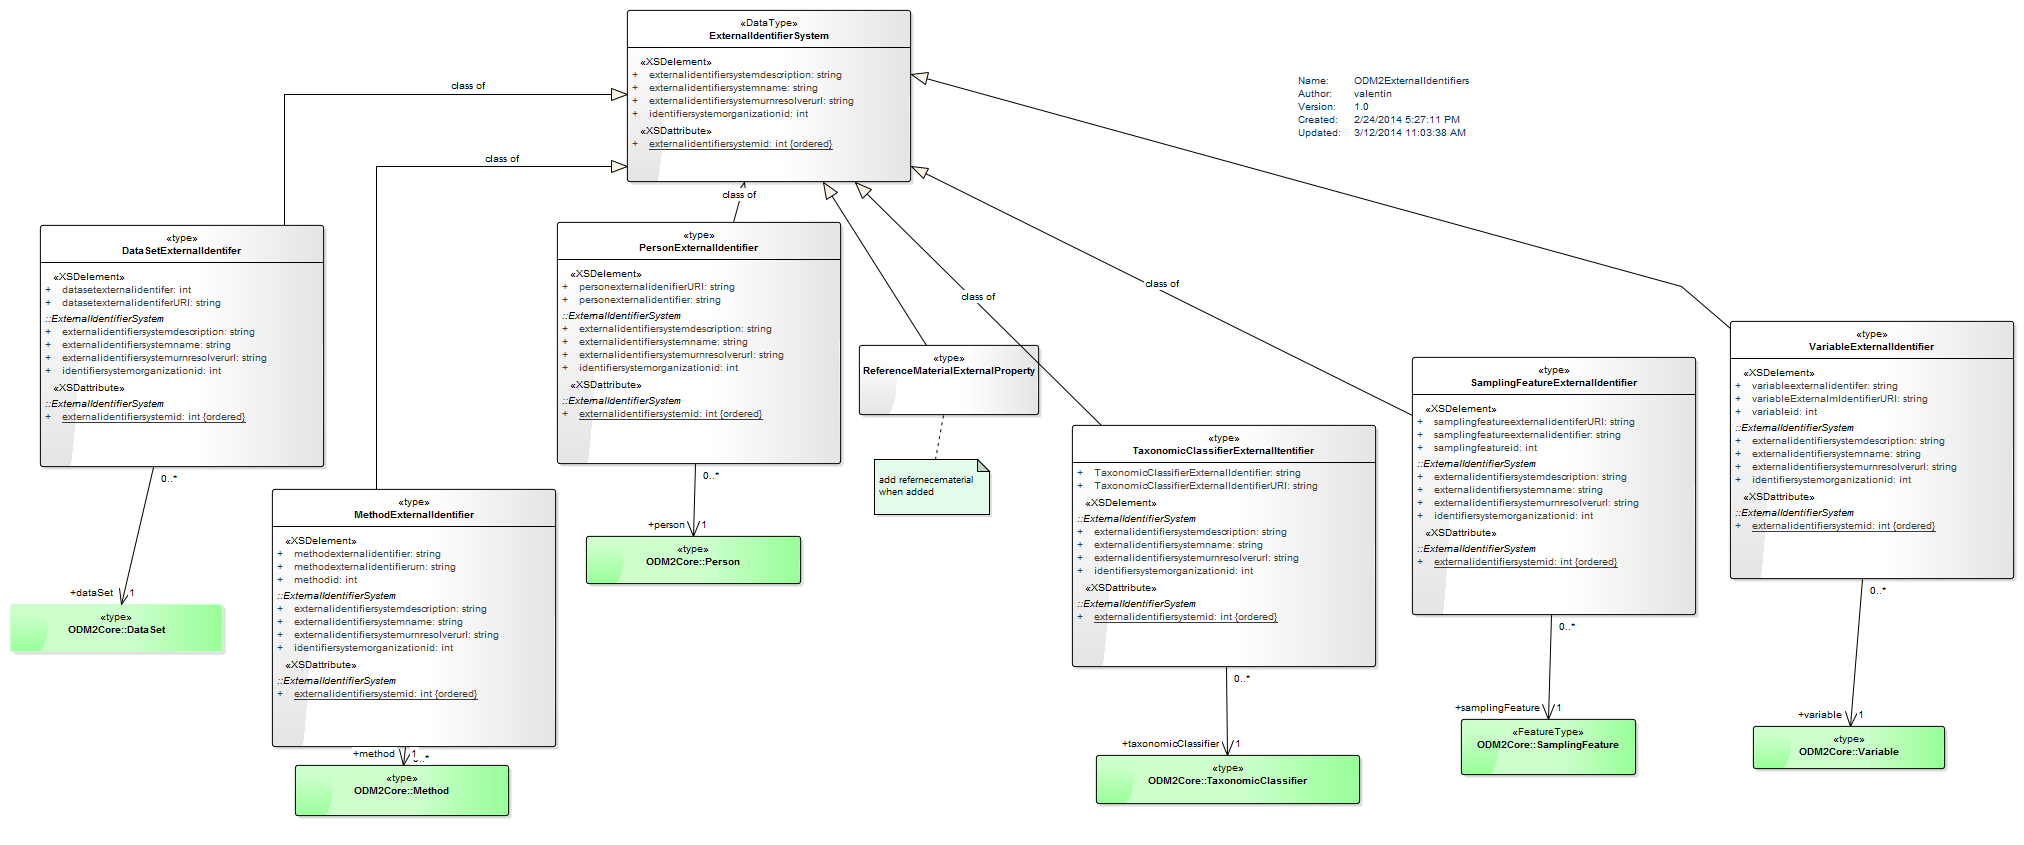 «DataType»
ExternalIdentifierSystem
«XSDelement»
+ externalidentifiersystemdescription: string
+ externalidentifiersystemname: string
+ externalidentifiersystemurnresolverurl: string
+ identifiersystemorganizationid: int
«XSDattribute»
+ externalidentifiersystemid: int {ordered}
Name: ODM2ExternalIdentifiers
Author: valentin
Version: 1.0
Created: 2/24/2014 5:27:11 PM
Updated: 3/12/2014 11:03:38 AM
class of
class of
class of
class of
class of
«type»
DataSetExternalIdentifer
«XSDelement»
+ datasetexternalidentifer: int
+ datasetexternalidentiferURI: string
::ExternalIdentifierSystem
+ externalidentifiersystemdescription: string
+ externalidentifiersystemname: string
+ externalidentifiersystemurnresolverurl: string
+ identifiersystemorganizationid: int
«XSDattribute»
::ExternalIdentifierSystem
+ externalidentifiersystemid: int {ordered}
0..*
+dataSet 1
«type»
ODM2Core::DataSet
«type»
MethodExternalIdentifier
«XSDelement»
+ methodexternalidentifier: string
+ methodexternalidentifierurn: string
+ methodid: int
::ExternalIdentifierSystem
+ externalidentifiersystemdescription: string
+ externalidentifiersystemname: string
+ externalidentifiersystemurnresolverurl: string
+ identifiersystemorganizationid: int
«XSDattribute»
::ExternalIdentifierSystem
+ externalidentifiersystemid: int {ordered}
+method 1
0..*
«type»
ODM2Core::Method
«type»
PersonExternalIdentifier
«XSDelement»
+ personexternalidenifierURI: string
+ personexternalidentifier: string
::ExternalIdentifierSystem
+ externalidentifiersystemdescription: string
+ externalidentifiersystemname: string
+ externalidentifiersystemurnresolverurl: string
+ identifiersystemorganizationid: int
«XSDattribute»
::ExternalIdentifierSystem
+ externalidentifiersystemid: int {ordered}
0..*
+person 1
«type»
ODM2Core::Person
«type»
ReferenceMaterialExternalProperty
add refernecematerial
when added
«type»
TaxonomicClassifierExternalItentifier
+ TaxonomicClassifierExternalIdentifier: string
+ TaxonomicClassifierExternalIdentifierURI: string
«XSDelement»
::ExternalIdentifierSystem
+ externalidentifiersystemdescription: string
+ externalidentifiersystemname: string
+ externalidentifiersystemurnresolverurl: string
+ identifiersystemorganizationid: int
«XSDattribute»
::ExternalIdentifierSystem
+ externalidentifiersystemid: int {ordered}
0..*
+taxonomicClassifier 1
«type»
ODM2Core::TaxonomicClassifier
«type»
SamplingFeatureExternalIdentifier
«XSDelement»
+ samplingfeatureexternalidentiferURI: string
+ samplingfeatureexternalidentifier: string
+ samplingfeatureid: int
::ExternalIdentifierSystem
+ externalidentifiersystemdescription: string
+ externalidentifiersystemname: string
+ externalidentifiersystemurnresolverurl: string
+ identifiersystemorganizationid: int
«XSDattribute»
::ExternalIdentifierSystem
+ externalidentifiersystemid: int {ordered}
0..*
+samplingFeature 1
«FeatureType»
ODM2Core::SamplingFeature
«type»
VariableExternalIdentifier
«XSDelement»
+ variableexternalidentifer: string
+ variableExternalmIdentifierURI: string
+ variableid: int
::ExternalIdentifierSystem
+ externalidentifiersystemdescription: string
+ externalidentifiersystemname: string
+ externalidentifiersystemurnresolverurl: string
+ identifiersystemorganizationid: int
«XSDattribute»
::ExternalIdentifierSystem
+ externalidentifiersystemid: int {ordered}
0..*
+variable 1
«type»
ODM2Core::Variable